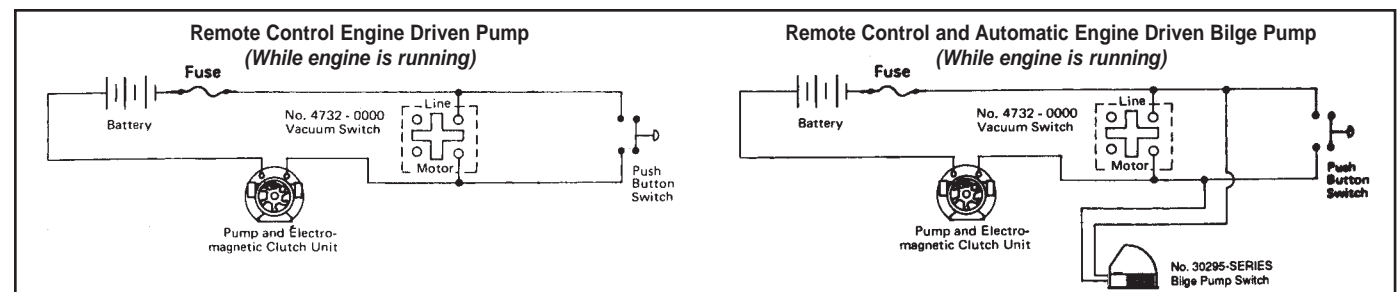 Remote Control Engine Driven Pump
(While engine is running)
Fuse
Battery
No. 4732 - 0000
Vacuum Switch
Line
Motor
Push
Button
Switch
Pump and Electro-
magnetic Clutch Unit
Remote Control and Automatic Engine Driven Bilge Pump
(While engine is running)
Fuse
Battery
No. 4732 - 0000
Vacuum Switch
Line
Motor
Push
Button
Switch
Pump and Electro-
magnetic Clutch Unit
No. 30295-SERIES
Bilge Pump Switch